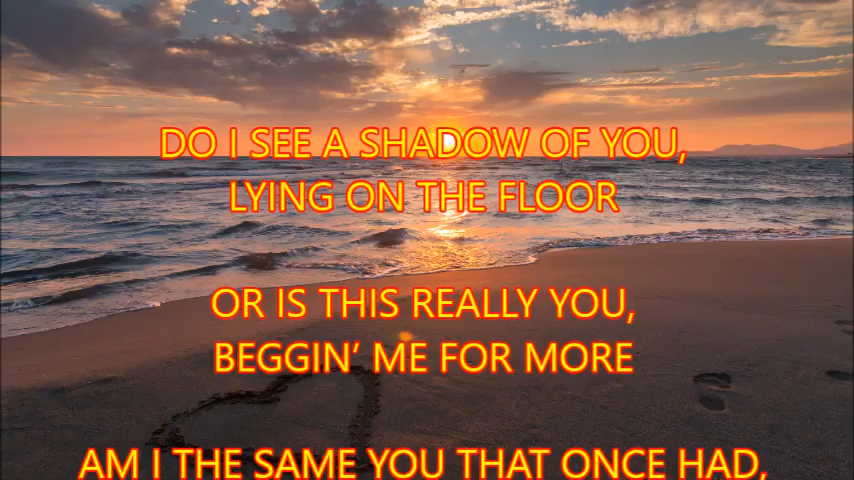 DO I SEE A SHADOW OF YOU,
LYING ON THE FLOOR
OR IS THIS REALLY YOU,
BEGGIN’ ME FOR MORE
AM I THE SAME YOU THAT ONCE HAD,